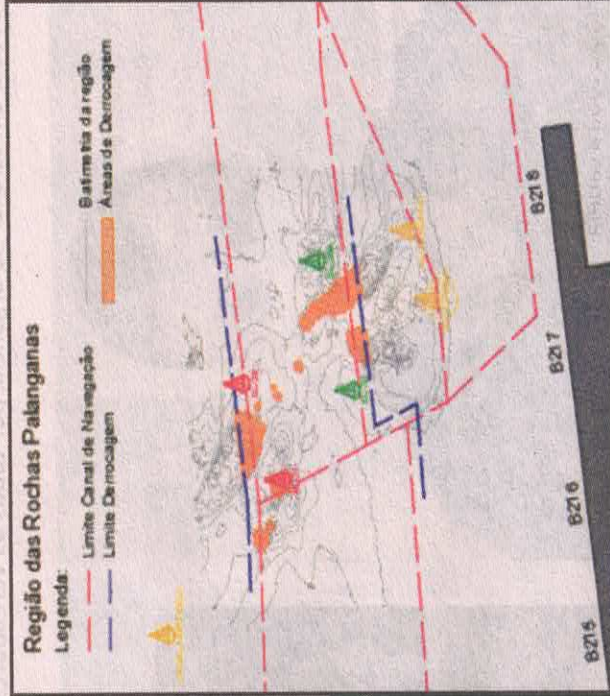 Região das Rochas Palanganas
Legenda:
Limite Canal de Navegação
Limite Derrocagem
Batimetria da região
Áreas de Derrocagem
B215
B216
B217
B218